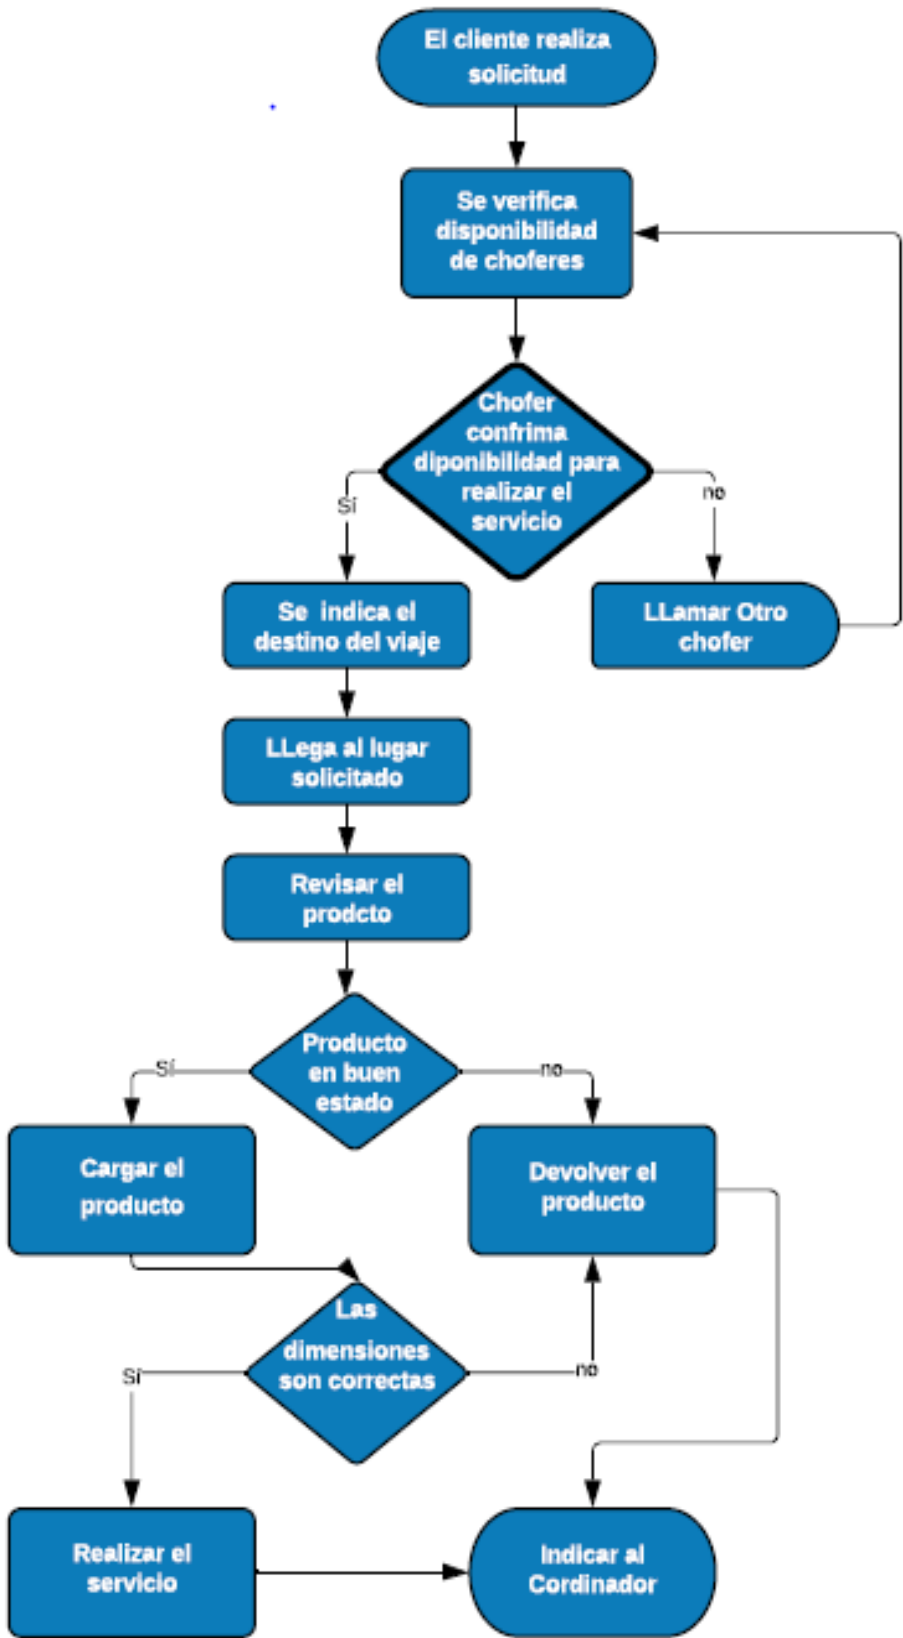 El cliente realiza
solicitud
Se verifica
disponibilidad
de choferes
Chofer
confrima
diponibilidad para
realizar el
servicio
Sí
no
Se indica el
destino del viaje
LLamar Otro
chofer
LLega al lugar
solicitado
Revisar el
prodcto
Producto
en buen
estado
Sí
no
Cargar el
producto
Devolver el
producto
Las
dimensiones
son correctas
Sí
no
Realizar el
servicio
Indicar al
Cordinador